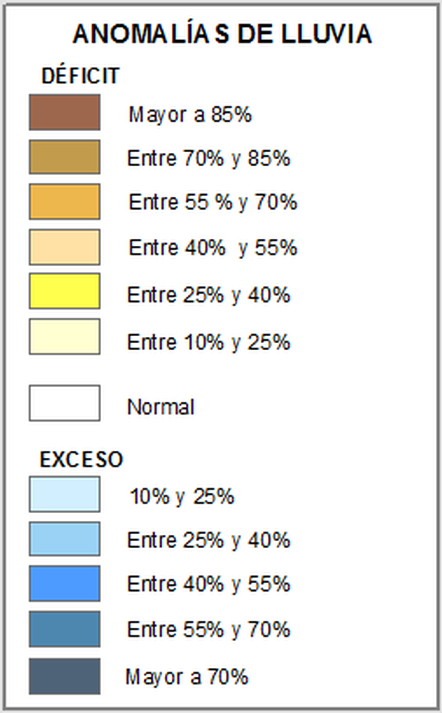 ANOMALÍAS DE LLUVIA
DÉFICIT
Mayor a 85%
Entre 70% y 85%
Entre 55 % y 70%
Entre 40% y 55%
Entre 25% y 40%
Entre 10% y 25%
Normal
EXCESO
10% y 25%
Entre 25% y 40%
Entre 40% y 55%
Entre 55% y 70%
Mayor a 70%